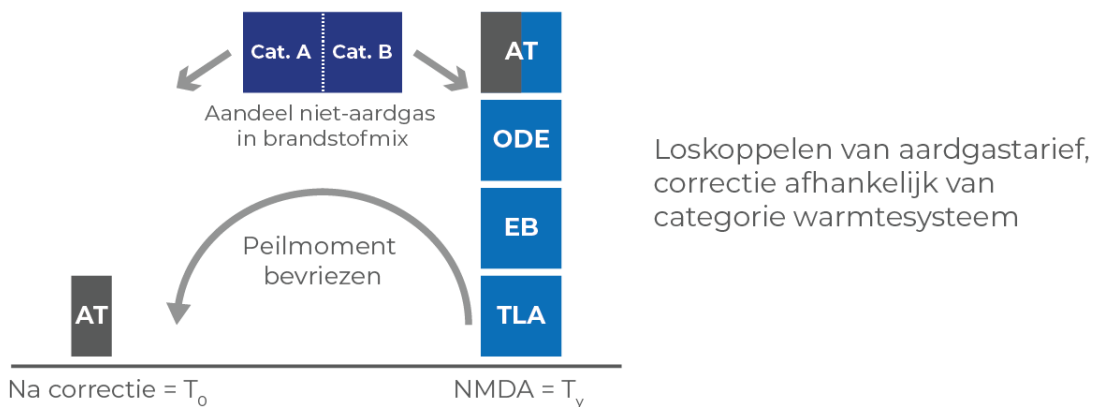 Cat. A Cat. B
AT
Aandeel niet-aardgas
in brandstofmix
ODE
Loskoppelen van aardgastarief,
correctie afhankelijk van
categorie warmtesysteem
EB
Peilmoment
bevriezen
AT
TLA
Na correctie = T₀
NMDA = Tᵧ